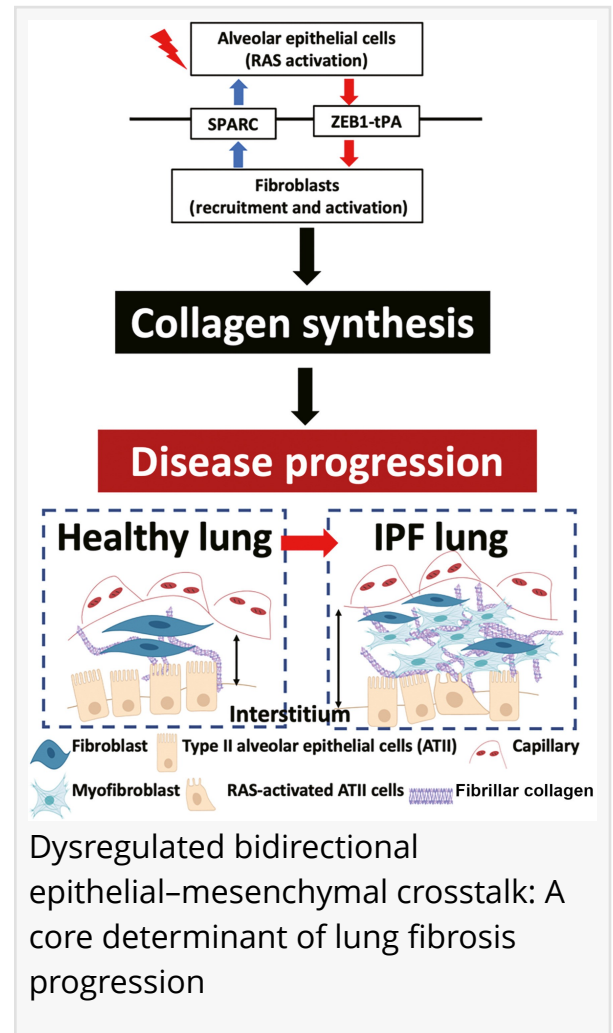 Alveolar epithelial cells
(RAS activation)
SPARC
ZEB1-tPA
Fibroblasts
(recruitment and activation)
Collagen synthesis
Disease progression
Healthy lung
IPF lung
Interstitium
Fibroblast
Type II alveolar epithelial cells (ATII)
Capillary
Myofibroblast
RAS-activated ATII cells
Fibrillar collagen
Dysregulated bidirectional
epithelial–mesenchymal crosstalk: A
core determinant of lung fibrosis
progression